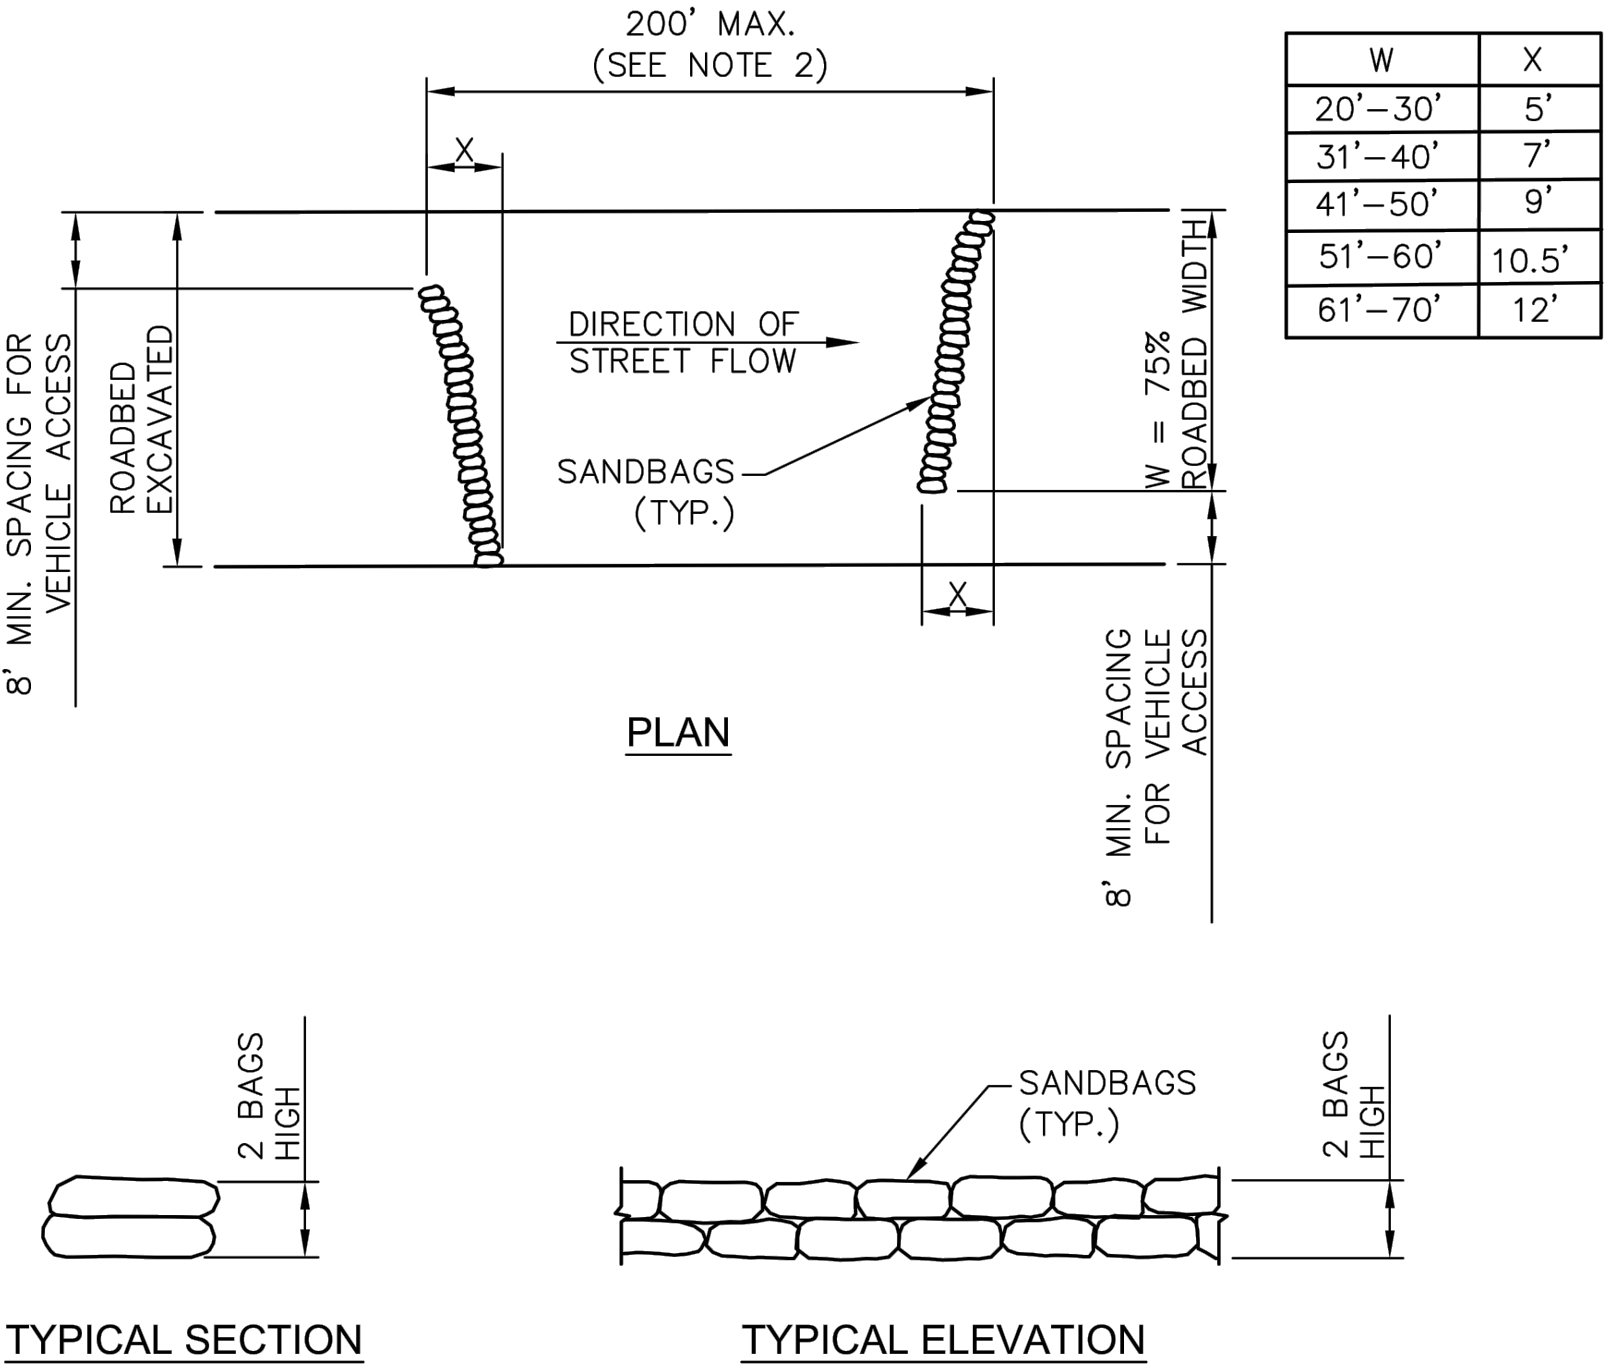 200' MAX.
(SEE NOTE 2)
X
W X
20'-30' 5'
31'-40' 7'
41'-50' 9'
51'-60' 10.5'
61'-70' 12'
8' MIN. SPACING FOR
VEHICLE ACCESS
ROADBED
EXCAVATED
DIRECTION OF
STREET FLOW
SANDBAGS
(TYP.)
W = 75%
ROADBED WIDTH
X
8' MIN. SPACING
FOR VEHICLE
ACCESS
PLAN
2 BAGS
HIGH
SANDBAGS
(TYP.)
2 BAGS
HIGH
TYPICAL SECTION
TYPICAL ELEVATION